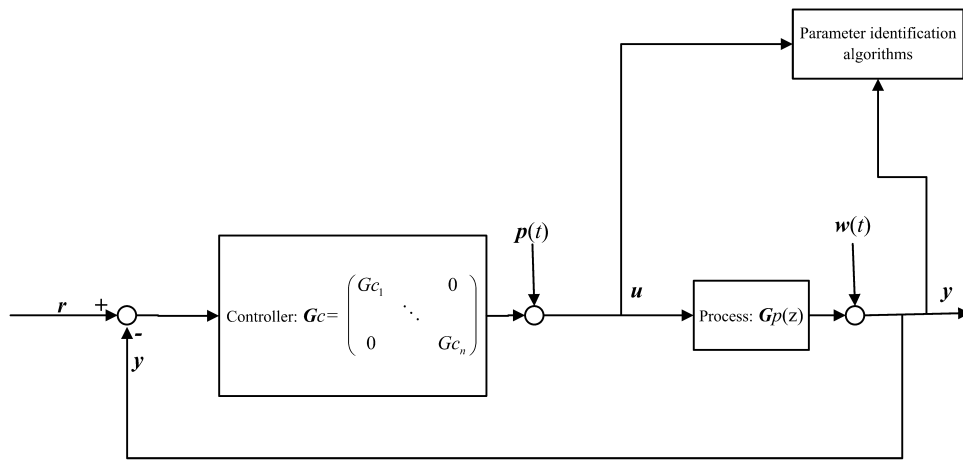 Parameter identification
algorithms
p(t)
w(t)
r
+
-
y
Controller: Gc=
Gc1 0
⋱
0 Gcn
u
Process: Gp(z)
y